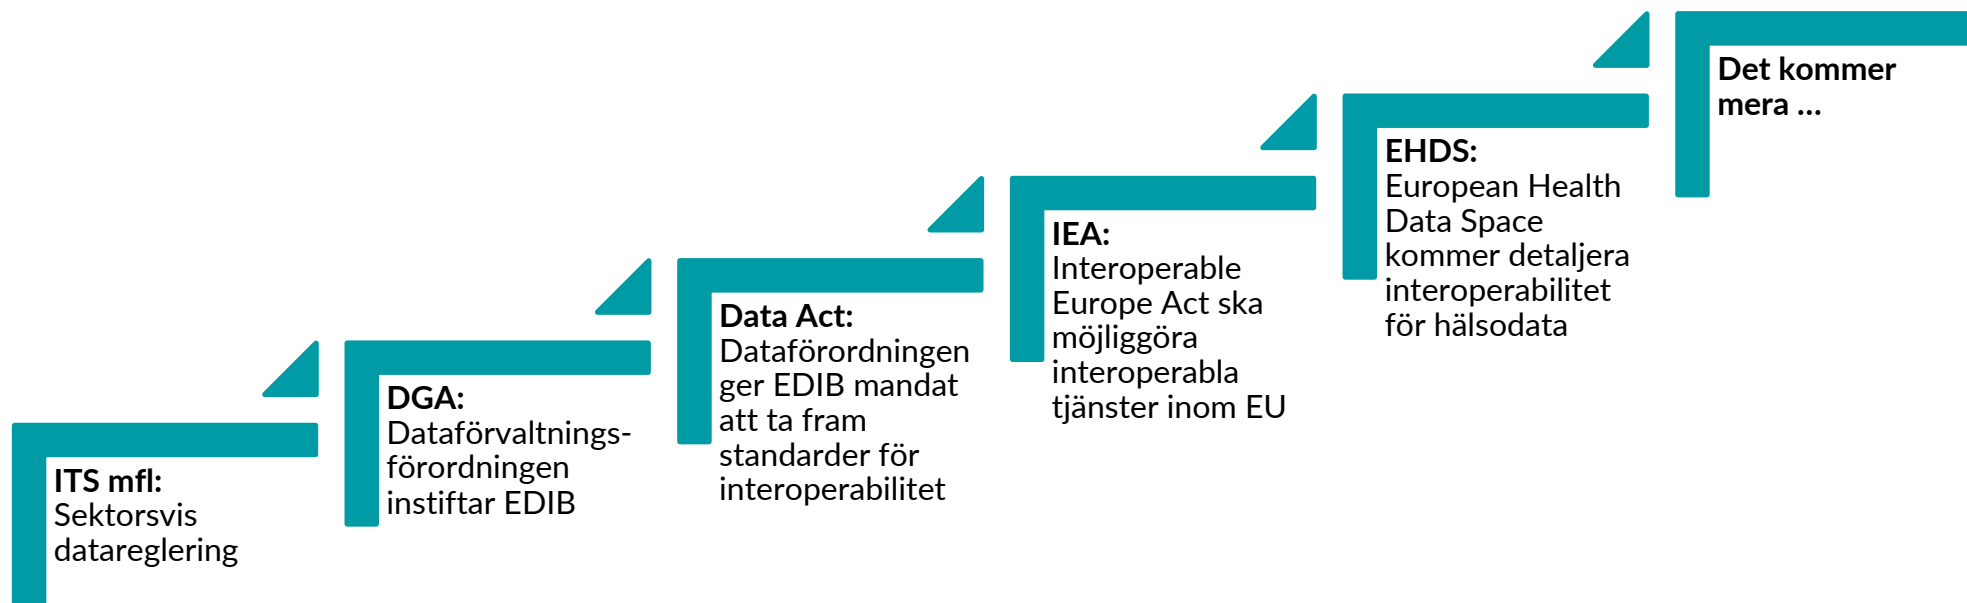 ITS mfl:
Sektorsvis
datareglering
DGA:
Dataförvaltnings-
förordningen
instiftar EDIB
Data Act:
Dataförordningen
ger EDIB mandat
att ta fram
standarder för
interoperabilitet
IEA:
Interoperable
Europe Act ska
möjliggöra
interoperabla
tjänster inom EU
EHDS:
European Health
Data Space
kommer detaljera
interoperabilitet
för hälsodata
Det kommer
mera ...